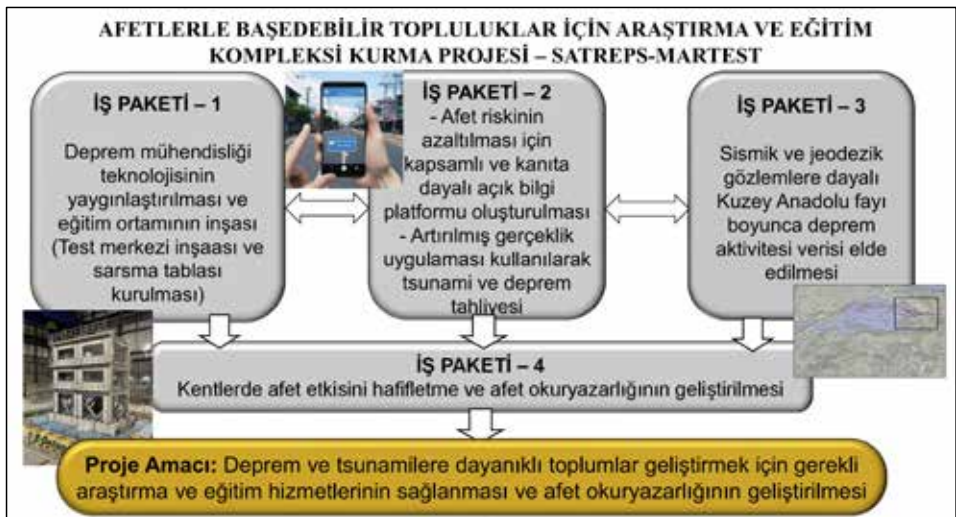 AFETLERLE BAŞEDEBİLİR TOPLULUKLAR İÇİN ARAŞTIRMA VE EĞİTİM
KOMPLEKSİ KURMA PROJESİ – SATREPS-MARTEST
İŞ PAKETİ – 1
Deprem mühendisliği
teknolojisinin
yaygınlaştırılması ve
eğitim ortamının inşası
(Test merkezi inşaası ve
sarsma tablası
kurulması)
İŞ PAKETİ – 2
- Afet riskinin
azaltılması için
kapsamlı ve kanıta
dayalı açık bilgi
platformu oluşturulması
- Artırılmış gerçeklik
uygulaması kullanılarak
tsunami ve deprem
tahliyesi
İŞ PAKETİ – 3
Sismik ve jeodezik
gözlemlere dayalı
Kuzey Anadolu fayı
boyunca deprem
aktivitesi verisi elde
edilmesi
İŞ PAKETİ – 4
Kentlerde afet etkisini hafifletme ve afet okuryazarlığının geliştirilmesi
Proje Amacı: Deprem ve tsunamilere dayanıklı toplumlar geliştirmek için gerekli
araştırma ve eğitim hizmetlerinin sağlanması ve afet okuryazarlığının geliştirilmesi